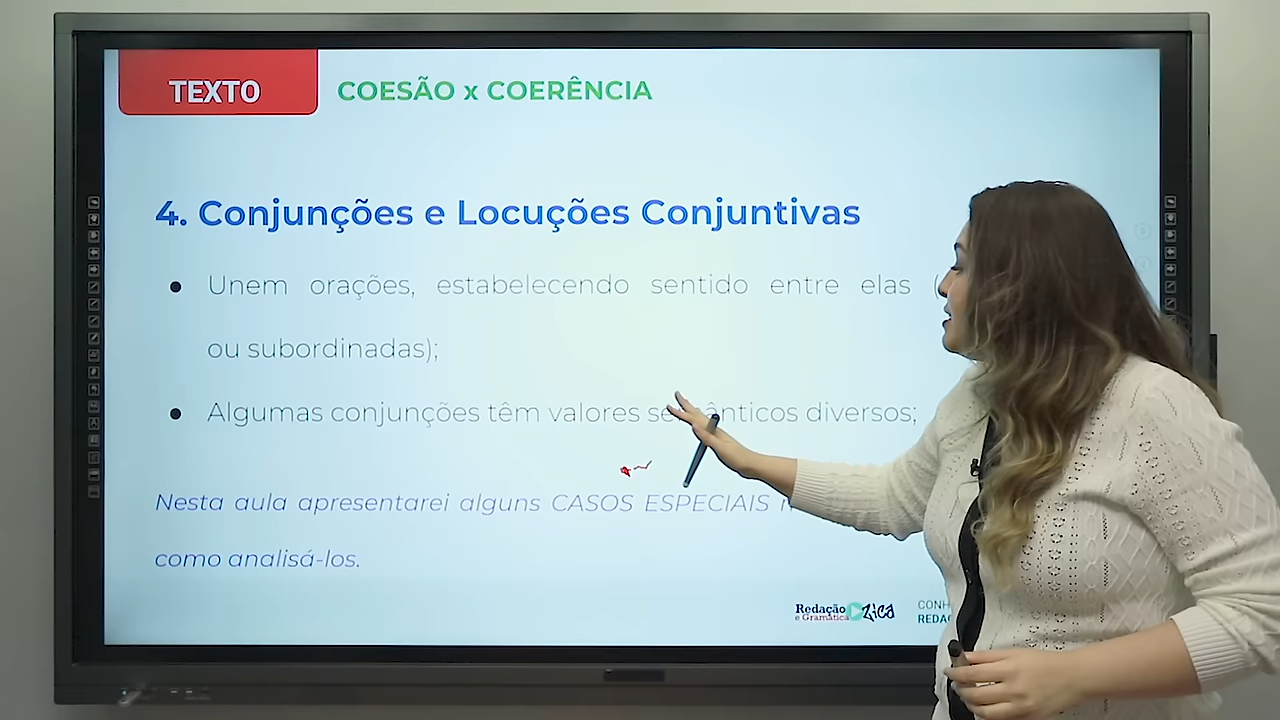 TEXTO
COESÃO x COERÊNCIA
4. Conjunções e Locuções Conjuntivas
Unem orações, estabelecendo sentido entre elas (
ou subordinadas);
Algumas conjunções têm valores semânticos diversos;
Nesta aula apresentarei alguns CASOS ESPECIAIS
como analisá-los.
Redação
e Gramática
Zica